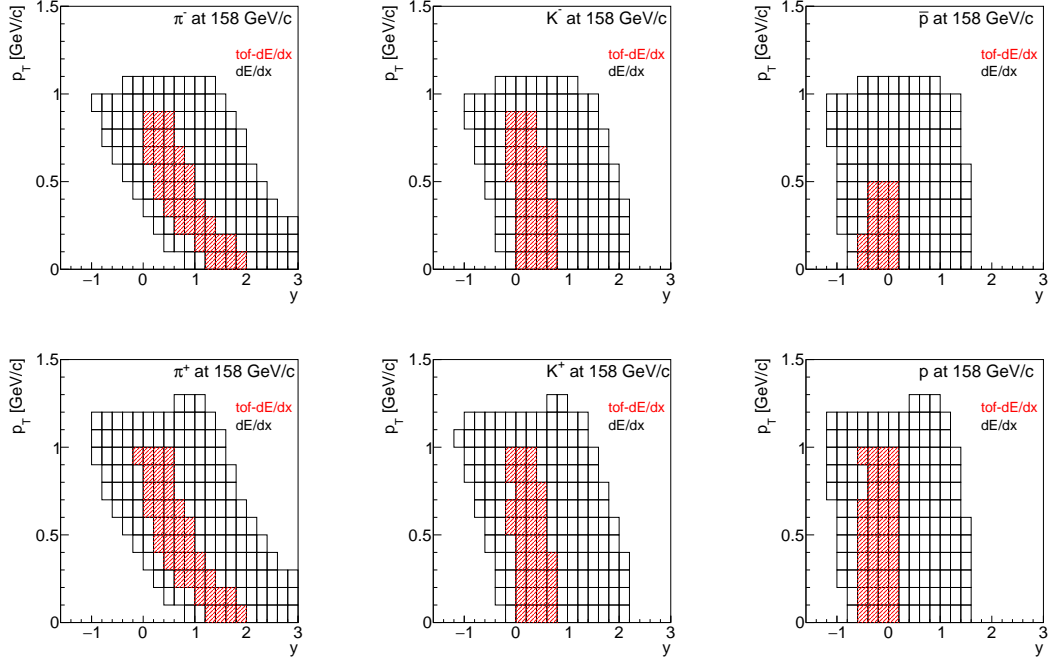 π⁻ at 158 GeV/c
p_T [GeV/c]
tof-dE/dx
dE/dx
1.5
1
0.5
0
−1 0 1 2 3
y
K⁻ at 158 GeV/c
p_T [GeV/c]
tof-dE/dx
dE/dx
1.5
1
0.5
0
−1 0 1 2 3
y
p̅ at 158 GeV/c
p_T [GeV/c]
tof-dE/dx
dE/dx
1.5
1
0.5
0
−1 0 1 2 3
y
π⁺ at 158 GeV/c
p_T [GeV/c]
tof-dE/dx
dE/dx
1.5
1
0.5
0
−1 0 1 2 3
y
K⁺ at 158 GeV/c
p_T [GeV/c]
tof-dE/dx
dE/dx
1.5
1
0.5
0
−1 0 1 2 3
y
p at 158 GeV/c
p_T [GeV/c]
tof-dE/dx
dE/dx
1.5
1
0.5
0
−1 0 1 2 3
y